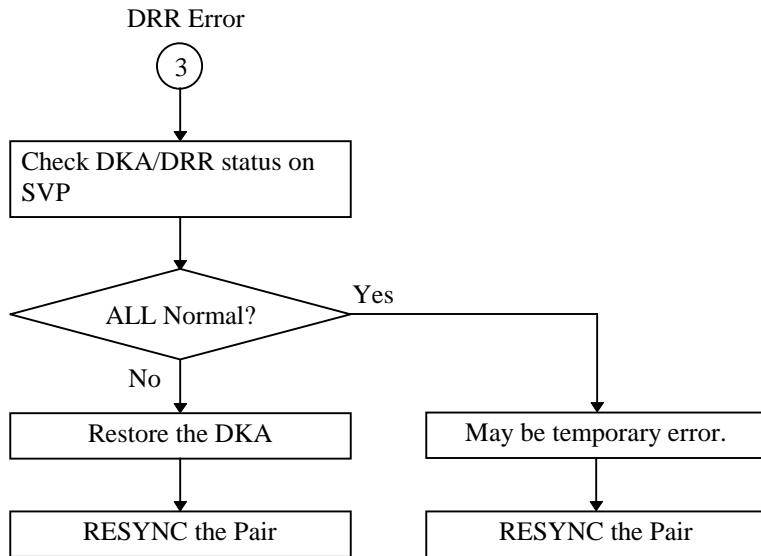 DRR Error
3
Check DKA/DRR status on
SVP
ALL Normal?
Yes
No
Restore the DKA
May be temporary error.
RESYNC the Pair
RESYNC the Pair